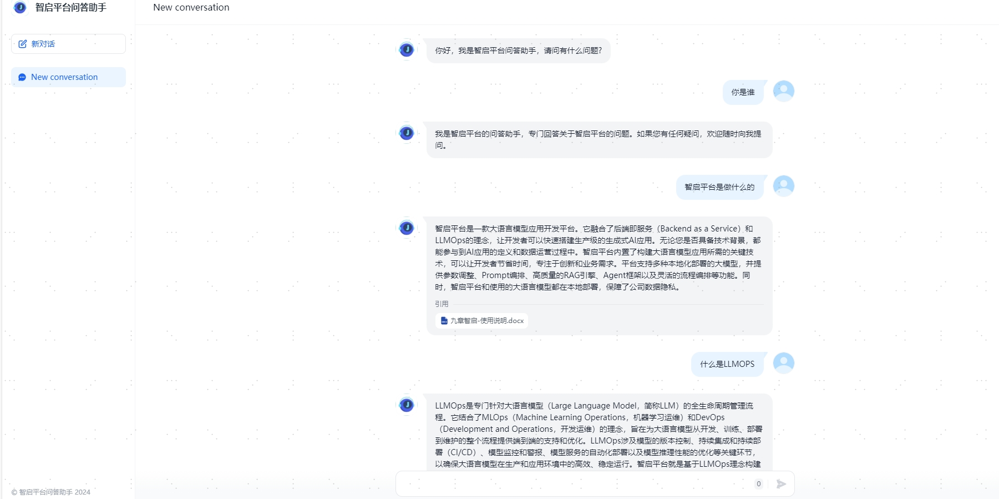 智启平台问答助手
New conversation
新对话
New conversation
你好，我是智启平台问答助手，请问有什么问题?
你是谁
我是智启平台的问答助手，专门回答关于智启平台的问题。如果您有任何疑问，欢迎随时向我提
问。
智启平台是做什么的
智启平台是一款大语言模型应用开发平台。它融合了后端即服务（Backend as a Service）和
LLMOps的理念，让开发者可以快速搭建生产级的生成式AI应用。无论您是否具备技术背景，都
能参与到AI应用的定义和数据运营过程中。智启平台内置了构建大语言模型应用所需的关键技
术，可以让开发者节省时间，专注于创新和业务需求。平台支持多种本地化部署的大模型，并提
供参数调整、Prompt编排、高质量的RAG引擎、Agent框架以及灵活的流程编排等功能。同
时，智启平台和使用的大语言模型都在本地部署，保障了公司数据隐私。
引用
九章智启-使用说明.docx
什么是LLMOPS
LLMOps是专门针对大语言模型（Large Language Model，简称LLM）的全生命周期管理流
程。它结合了MLOps（Machine Learning Operations，机器学习运维）和DevOps
（Development and Operations，开发运维）的理念，旨在为大语言模型从开发、训练、部署
到维护的整个流程提供端到端的支持和优化。LLMOps涉及模型的版本控制、持续集成和持续部
署（CI/CD）、模型监控和警报、模型服务的自动化部署以及模型推理性能的优化等关键环节，
以确保大语言模型在生产和应用环境中的高效、稳定运行。智启平台就是基于LLMOps理念构建
0
© 智启平台问答助手 2024